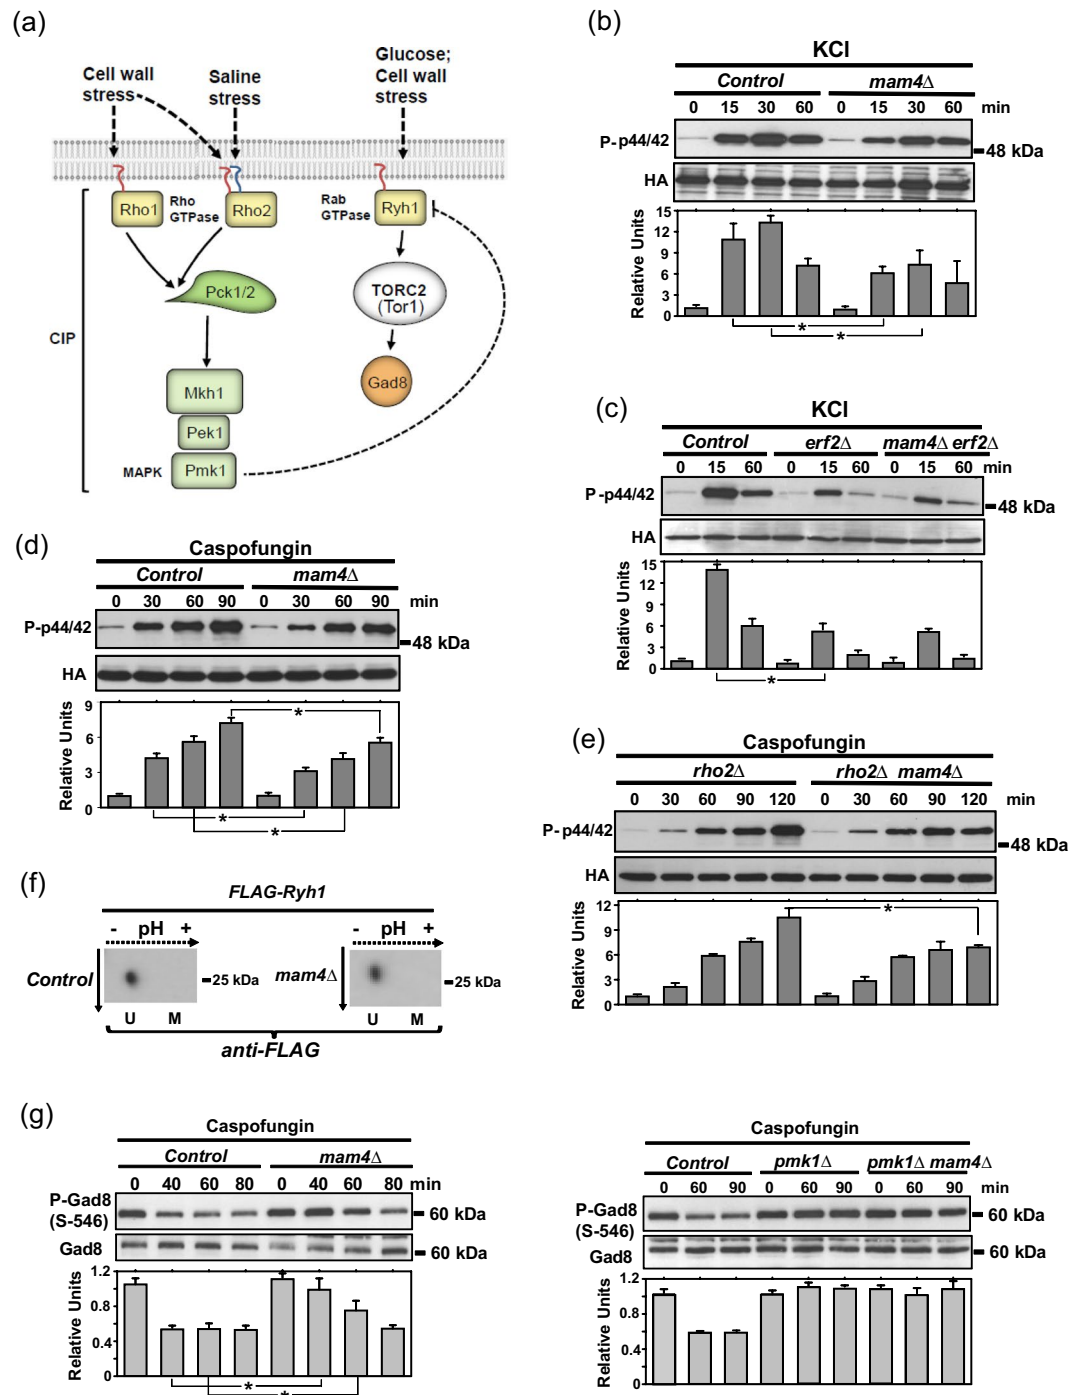 (a)
Cell wall
stress
Saline
stress
Glucose;
Cell wall
stress
Rho1
Rho
GTPase
Rho2
Rab
GTPase
Ryh1
Pck1/2
TORC2
(Tor1)
CIP
Gad8
Mkh1
Pek1
MAPK
Pmk1
(b)
KCl
Control mam4Δ
0 15 30 60 0 15 30 60 min
P-p44/42
48 kDa
HA
Relative Units
15
12
9
6
3
0
* *
(c)
KCl
Control erf2Δ mam4Δ erf2Δ
0 15 60 0 15 60 0 15 60 min
P-p44/42
48 kDa
HA
Relative Units
15
12
9
6
3
0
*
(d)
Caspofungin
Control mam4Δ
0 30 60 90 0 30 60 90 min
P-p44/42
48 kDa
HA
Relative Units
9
6
3
0
* * *
(e)
Caspofungin
rho2Δ rho2Δ mam4Δ
0 30 60 90 120 0 30 60 90 120 min
P-p44/42
48 kDa
HA
Relative Units
12
9
6
3
0
*
(f)
FLAG-Ryh1
- pH + - pH +
Control 25 kDa mam4Δ 25 kDa
U M U M
anti-FLAG
(g)
Caspofungin
Control mam4Δ
0 40 60 80 0 40 60 80 min
P-Gad8
(S-546)
60 kDa
Gad8
60 kDa
Relative Units
1.2
0.8
0.4
0
* *
Caspofungin
Control pmk1Δ pmk1Δ mam4Δ
0 60 90 0 60 90 0 60 90 min
P-Gad8
(S-546)
60 kDa
Gad8
60 kDa
Relative Units
1.2
0.8
0.4
0